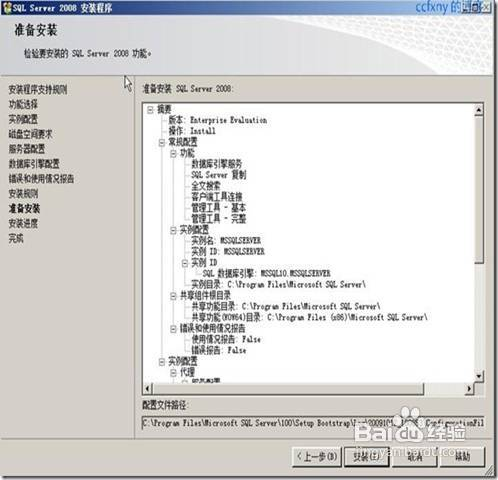 SQL Server 2008 安装程序
ccfxny 的
准备安装
检验要安装的 SQL Server 2008 功能。
安装程序支持规则
功能选择
实例配置
磁盘空间要求
服务器配置
数据库引擎配置
错误和使用情况报告
安装规则
准备安装
安装进度
完成
准备安装 SQL Server 2008:
摘要
版本: Enterprise Evaluation
操作: Install
常规配置
功能
数据库引擎服务
SQL Server 复制
全文搜索
客户端工具连接
管理工具 - 基本
管理工具 - 完整
实例配置
实例名: MSSQLSERVER
实例 ID: MSSQLSERVER
实例 ID
SQL 数据库引擎: MSSQL10.MSSQLSERVER
实例目录: C:\Program Files\Microsoft SQL Server\
共享组件根目录
共享功能目录: C:\Program Files\Microsoft SQL Server\
共享功能(WOW64)目录: C:\Program Files (x86)\Microsoft SQL Server\
错误和使用情况报告
使用情况报告: False
错误报告: False
实例配置
代理
服务配置
配置文件路径:
C:\Program Files\Microsoft SQL Server\100\Setup Bootstrap\Log\
ConfigurationFil
Baidu 经验
jingyan.baidu.com
< 上一步(B)
安装(I)
取消
帮助